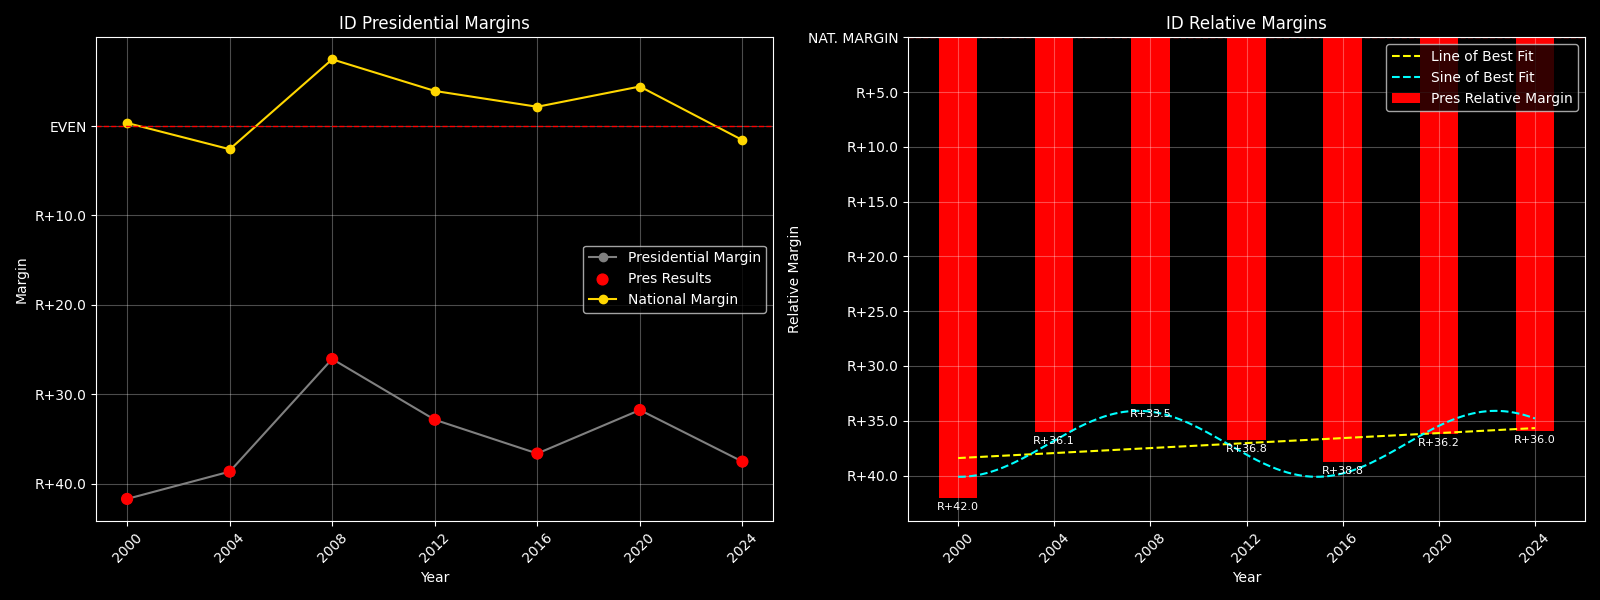 ID Presidential Margins
EVEN
R+10.0
R+20.0
R+30.0
R+40.0
Margin
Presidential Margin
Pres Results
National Margin
2000
2004
2008
2012
2016
2020
2024
Year
ID Relative Margins
NAT. MARGIN
R+5.0
R+10.0
R+15.0
R+20.0
R+25.0
R+30.0
R+35.0
R+40.0
Relative Margin
Line of Best Fit
Sine of Best Fit
Pres Relative Margin
R+42.0
R+36.1
R+33.5
R+36.8
R+38.8
R+36.2
R+36.0
2000
2004
2008
2012
2016
2020
2024
Year